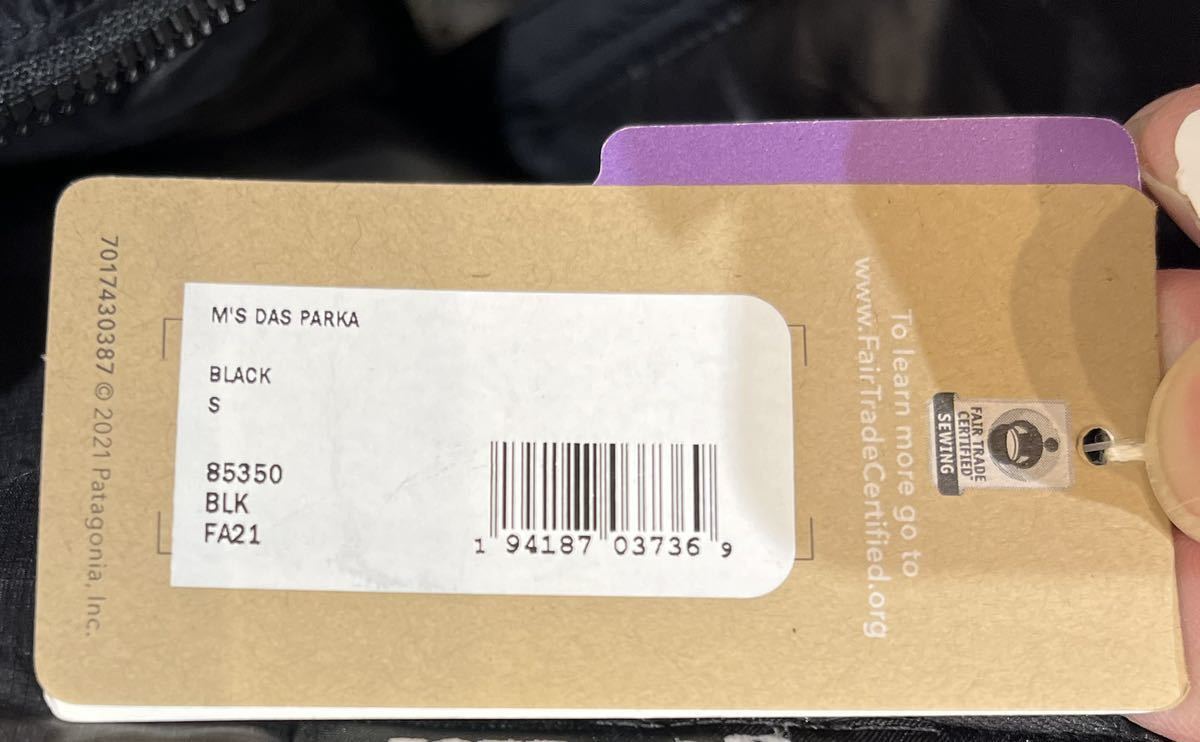 M'S DAS PARKA
BLACK
S
85350
BLK
FA21
1 94187 03736 9
7017430387 © 2021 Patagonia, Inc.
To learn more go to
www.FairTradeCertified.org
FAIR TRADE
CERTIFIED™
SEWING